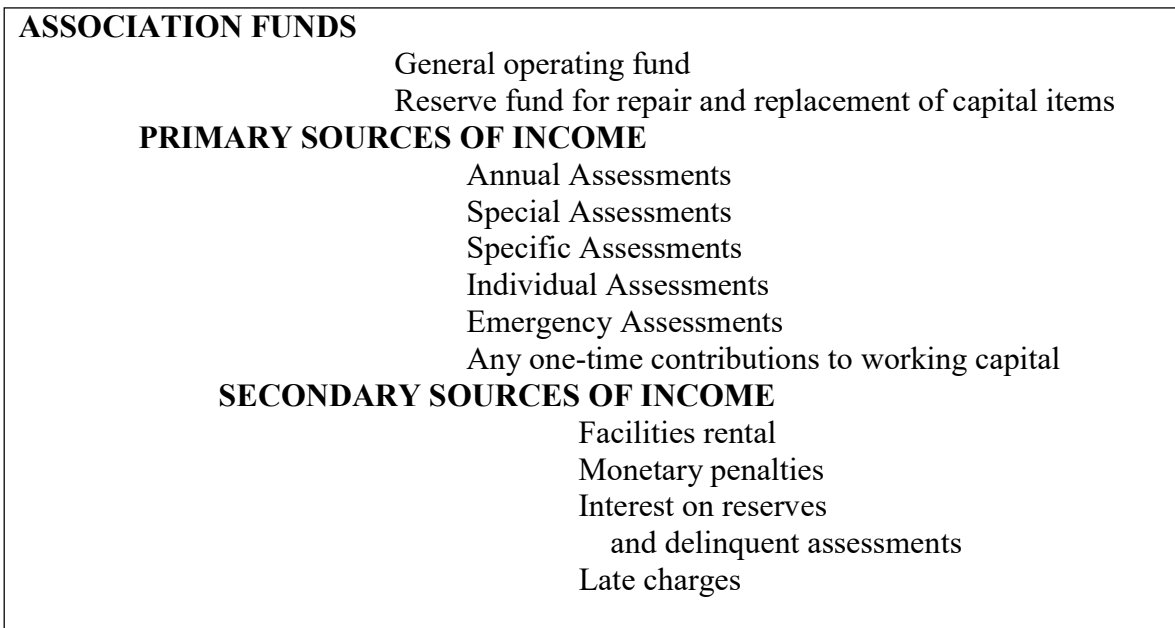 ASSOCIATION FUNDS
General operating fund
Reserve fund for repair and replacement of capital items
PRIMARY SOURCES OF INCOME
Annual Assessments
Special Assessments
Specific Assessments
Individual Assessments
Emergency Assessments
Any one-time contributions to working capital
SECONDARY SOURCES OF INCOME
Facilities rental
Monetary penalties
Interest on reserves
and delinquent assessments
Late charges